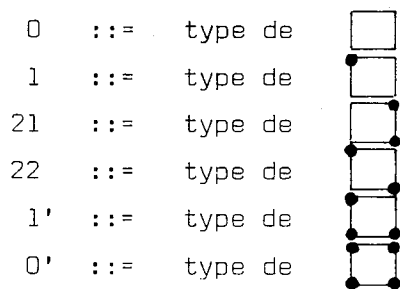 0 ::= type de
1 ::= type de
21 ::= type de
22 ::= type de
1' ::= type de
0' ::= type de